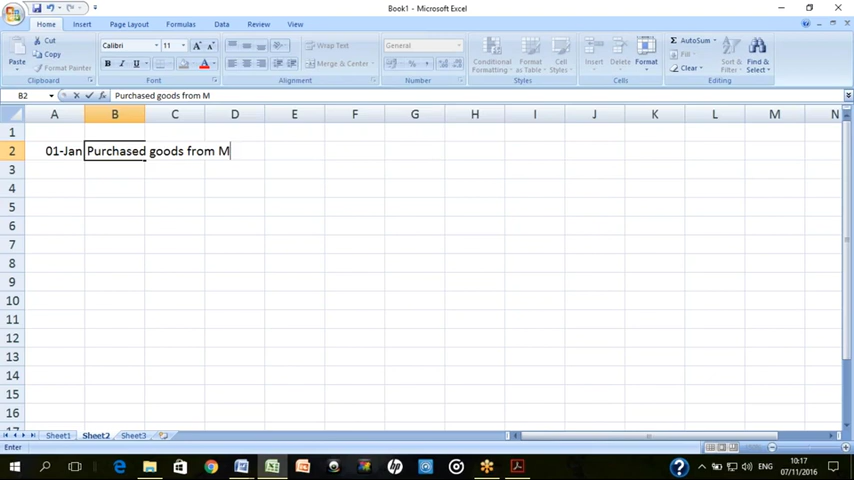 Book1 - Microsoft Excel
Home Insert Page Layout Formulas Data Review View
Cut
Copy
Format Painter
Paste
Clipboard
Calibri 11
B I U
Font
Wrap Text
Merge & Center
Alignment
General
Number
Conditional Formatting
Format as Table
Cell Styles
Styles
Insert Delete Format
Cells
AutoSum
Fill
Clear
Sort & Filter
Find & Select
Editing
B2 fx Purchased goods from M
A B C D E F G H I J K L M N
1
2 01-Jan Purchased goods from M
3
4
5
6
7
8
9
10
11
12
13
14
15
16
17
Sheet1 Sheet2 Sheet3
Enter 160%
ENG
10:17
07/11/2016